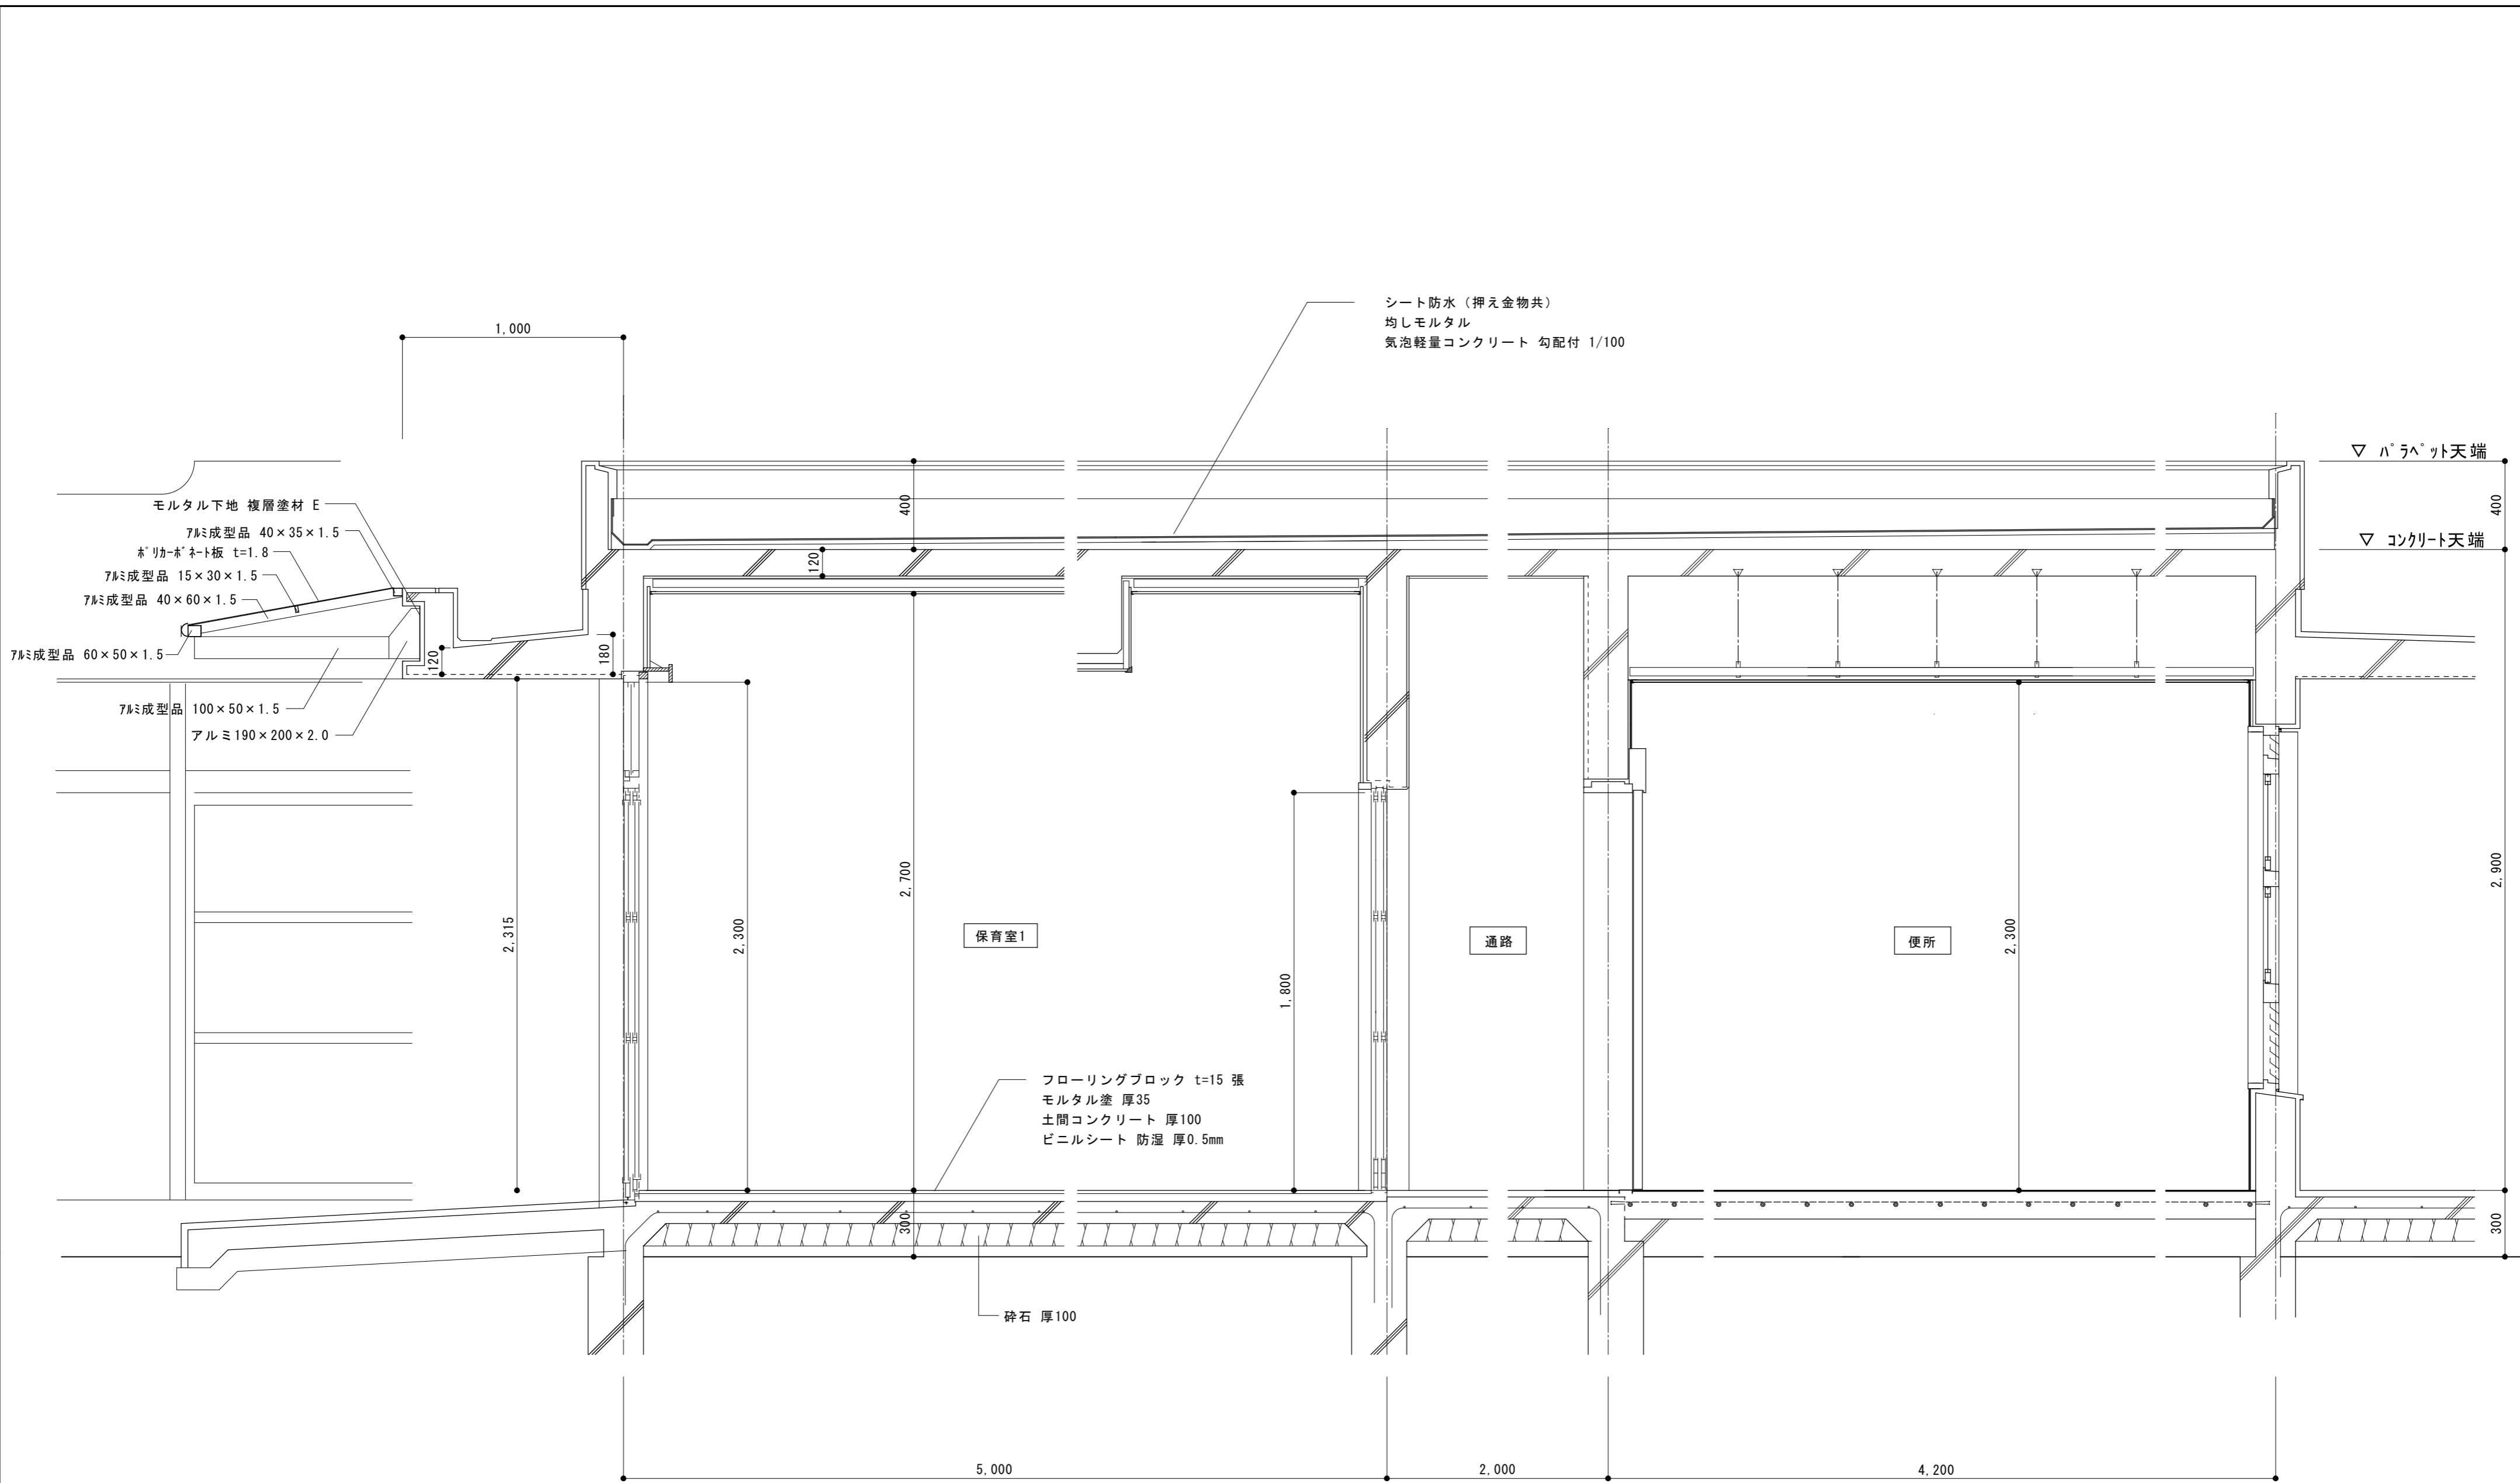 シート防水（押え金物共）
均しモルタル
気泡軽量コンクリート 勾配付 1/100
1,000
▽ パラペット天端
400
400
モルタル下地 複層塗材 E
アルミ成型品 40×35×1.5
ポリカーボネート板 t=1.8
アルミ成型品 15×30×1.5
アルミ成型品 40×60×1.5
アルミ成型品 60×50×1.5
アルミ成型品 100×50×1.5
アルミ190×200×2.0
▽ コンクリート天端
120
120
180
2,315
2,300
2,700
保育室1
1,800
通路
便所
2,300
2,900
フローリングブロック t=15 張
モルタル塗 厚35
土間コンクリート 厚100
ビニルシート 防湿 厚0.5mm
300
300
砕石 厚100
5,000
2,000
4,200